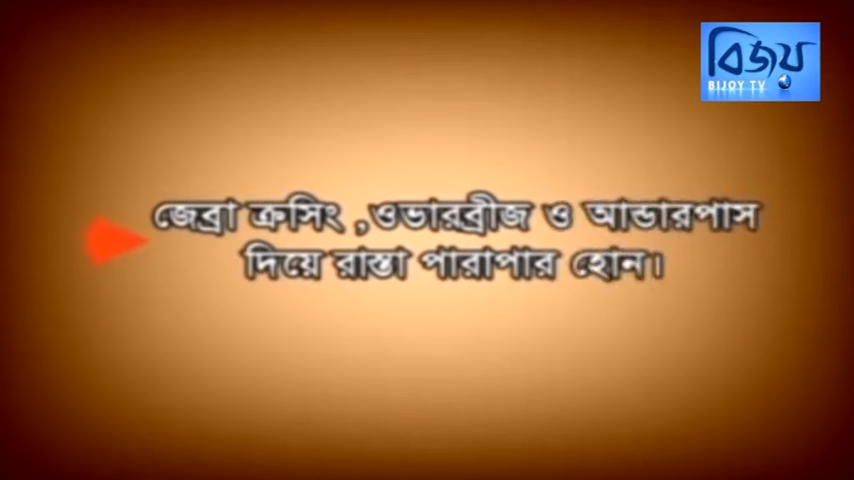 বিজয়
BIJOY TV
জেব্রা ক্রসিং ,ওভারব্রীজ ও আন্ডারপাস
দিয়ে রাস্তা পারাপার হোন।